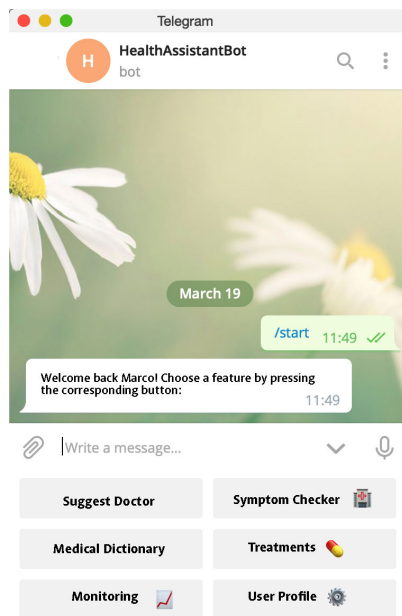 Telegram
H
HealthAssistantBot
bot
March 19
/start 11:49
Welcome back Marco! Choose a feature by pressing
the corresponding button:
11:49
Write a message...
Suggest Doctor
Symptom Checker
Medical Dictionary
Treatments
Monitoring
User Profile